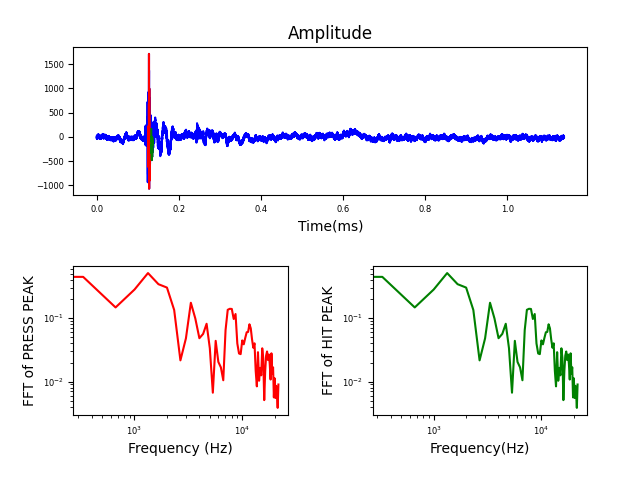 Amplitude
1500
1000
500
0
−500
−1000
0.0 0.2 0.4 0.6 0.8 1.0
Time(ms)
FFT of PRESS PEAK
10⁻¹
10⁻²
10³ 10⁴
Frequency (Hz)
FFT of HIT PEAK
10⁻¹
10⁻²
10³ 10⁴
Frequency(Hz)